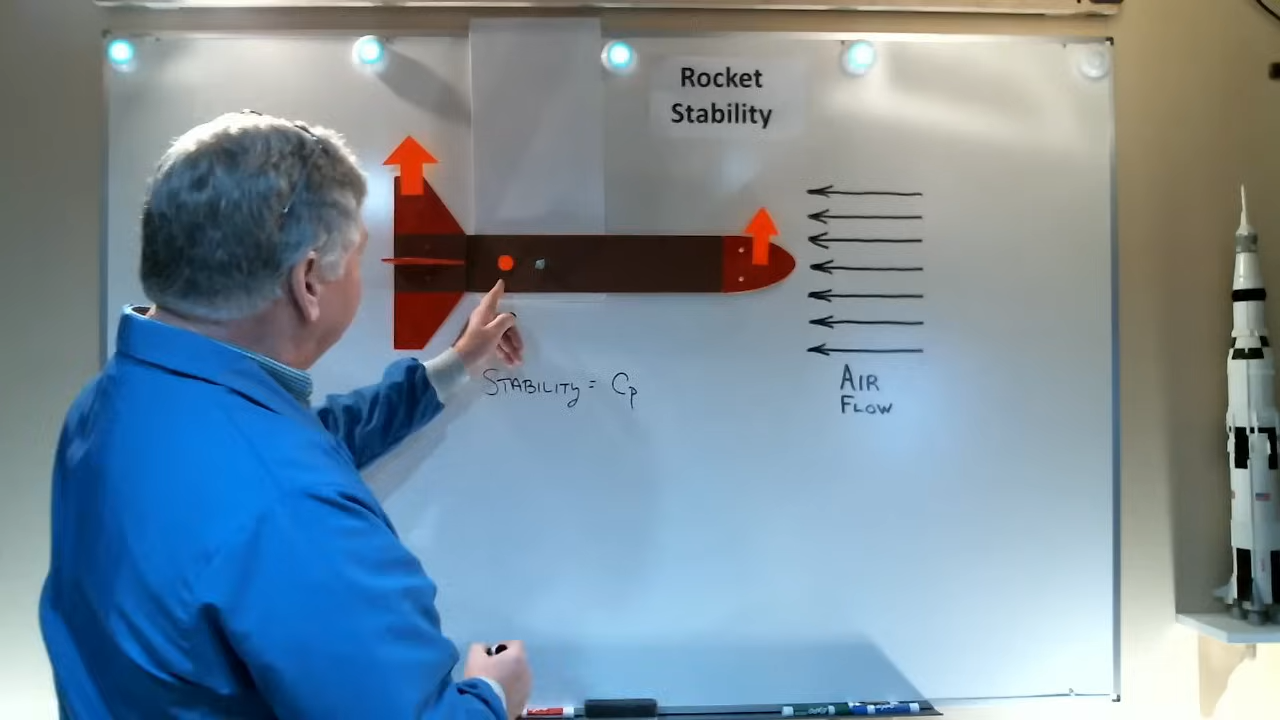 Rocket
Stability
STABILITY = Cp
AIR
FLOW